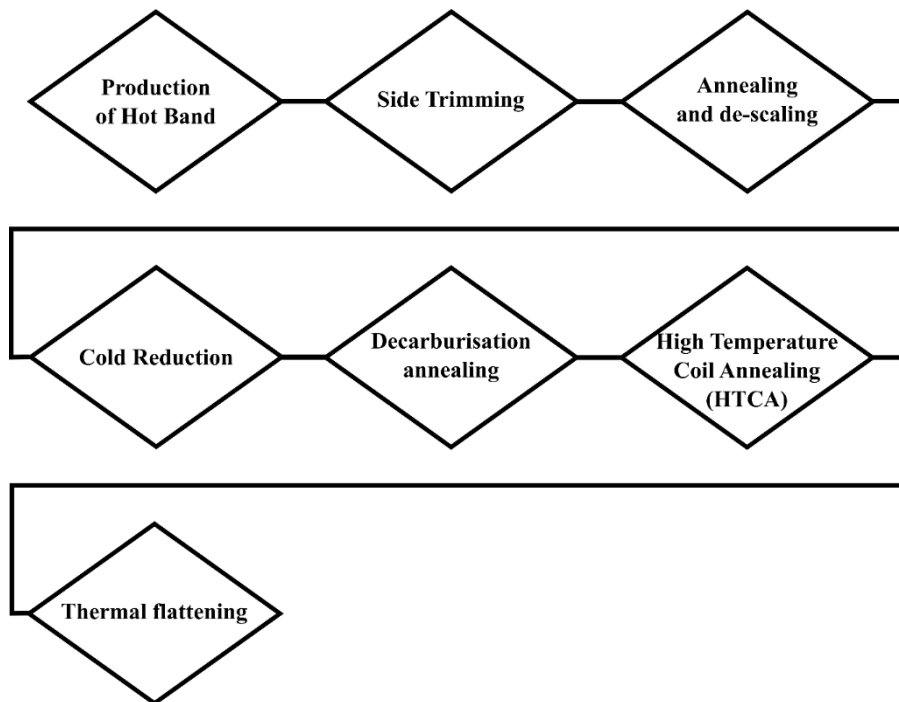 Production
of Hot Band
Side Trimming
Annealing
and de-scaling
Cold Reduction
Decarburisation
annealing
High Temperature
Coil Annealing
(HTCA)
Thermal flattening